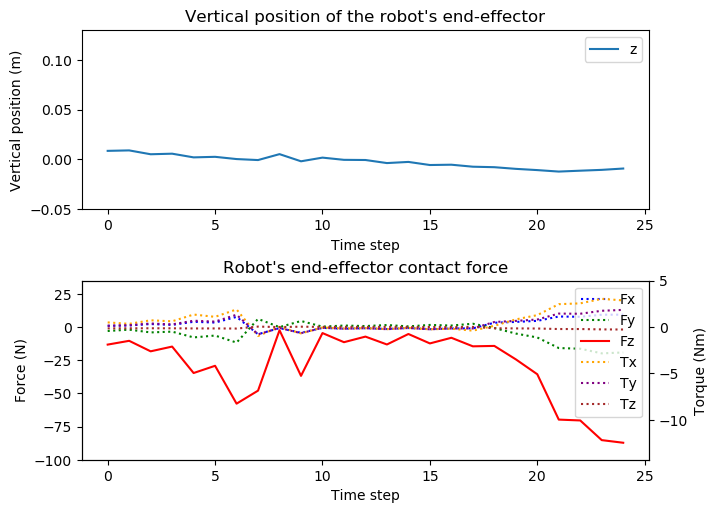 Vertical position of the robot's end-effector
z
Vertical position (m)
0.10
0.05
0.00
−0.05
0
5
10
15
20
25
Time step
Robot's end-effector contact force
Fx
Fy
Fz
Tx
Ty
Tz
Force (N)
25
0
−25
−50
−75
−100
5
0
−5
−10
Torque (Nm)
0
5
10
15
20
25
Time step